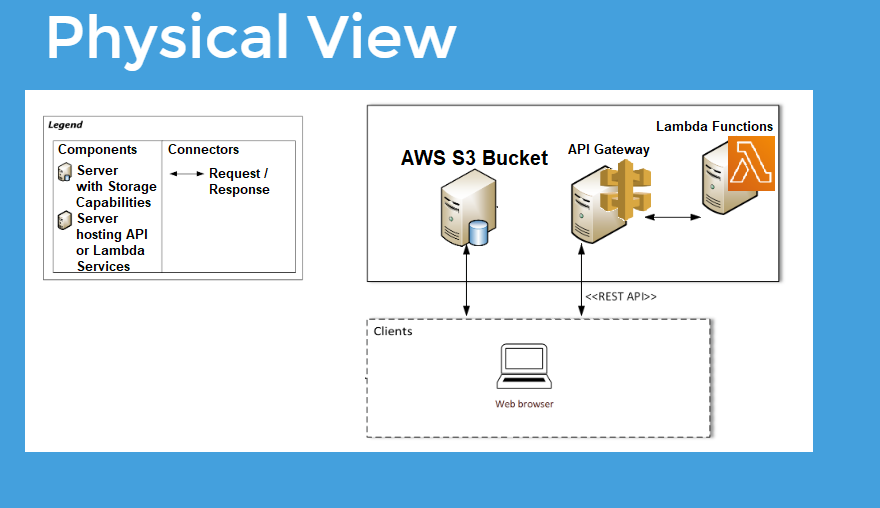 Physical View
Legend
Components
Server
with Storage
Capabilities
Server
hosting API
or Lambda
Services
Connectors
Request /
Response
AWS S3 Bucket
API Gateway
Lambda Functions
<<REST API>>
Clients
Web browser